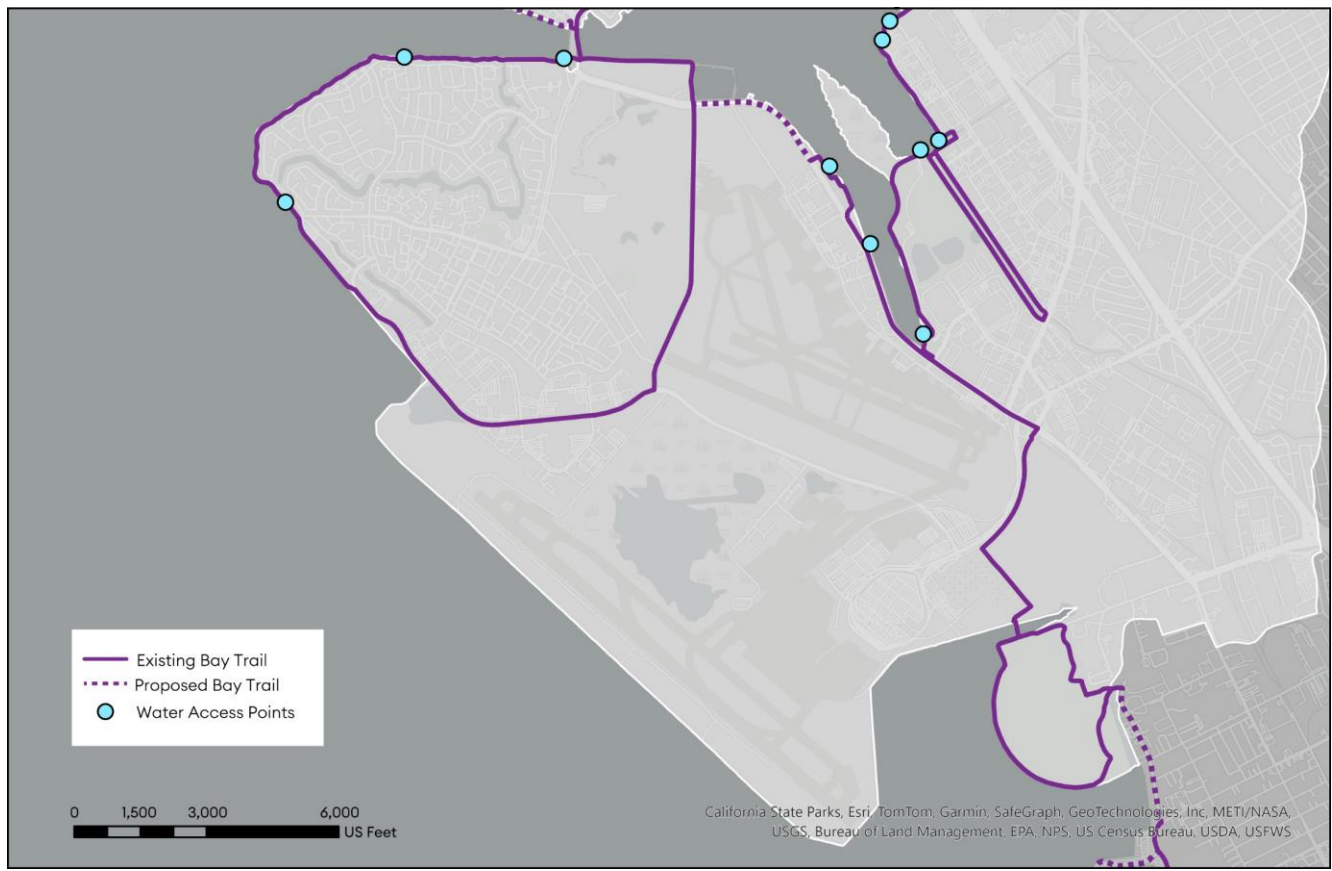 Existing Bay Trail
Proposed Bay Trail
Water Access Points
0 1,500 3,000 6,000
US Feet
California State Parks, Esri, TomTom, Garmin, SafeGraph, GeoTechnologies, Inc, METI/NASA,
USGS, Bureau of Land Management, EPA, NPS, US Census Bureau, USDA, USFWS